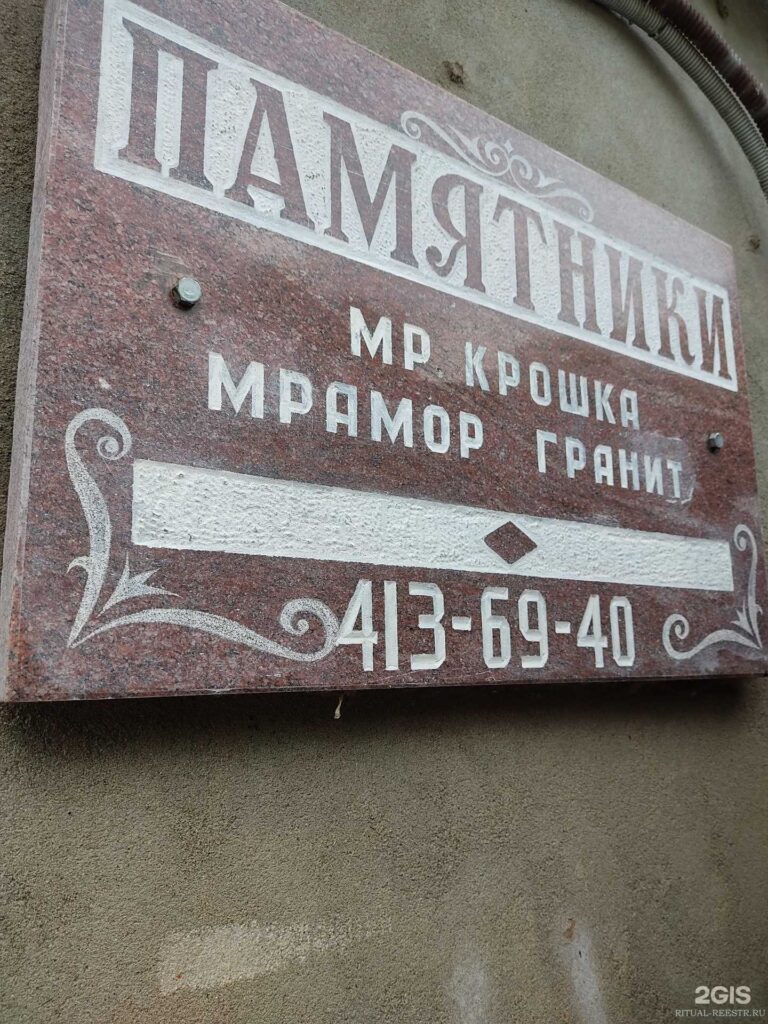 ПАМЯТНИКИ
МР КРОШКА
МРАМОР ГРАНИТ
413-69-40
2GIS
RITUAL-REESTR.RU